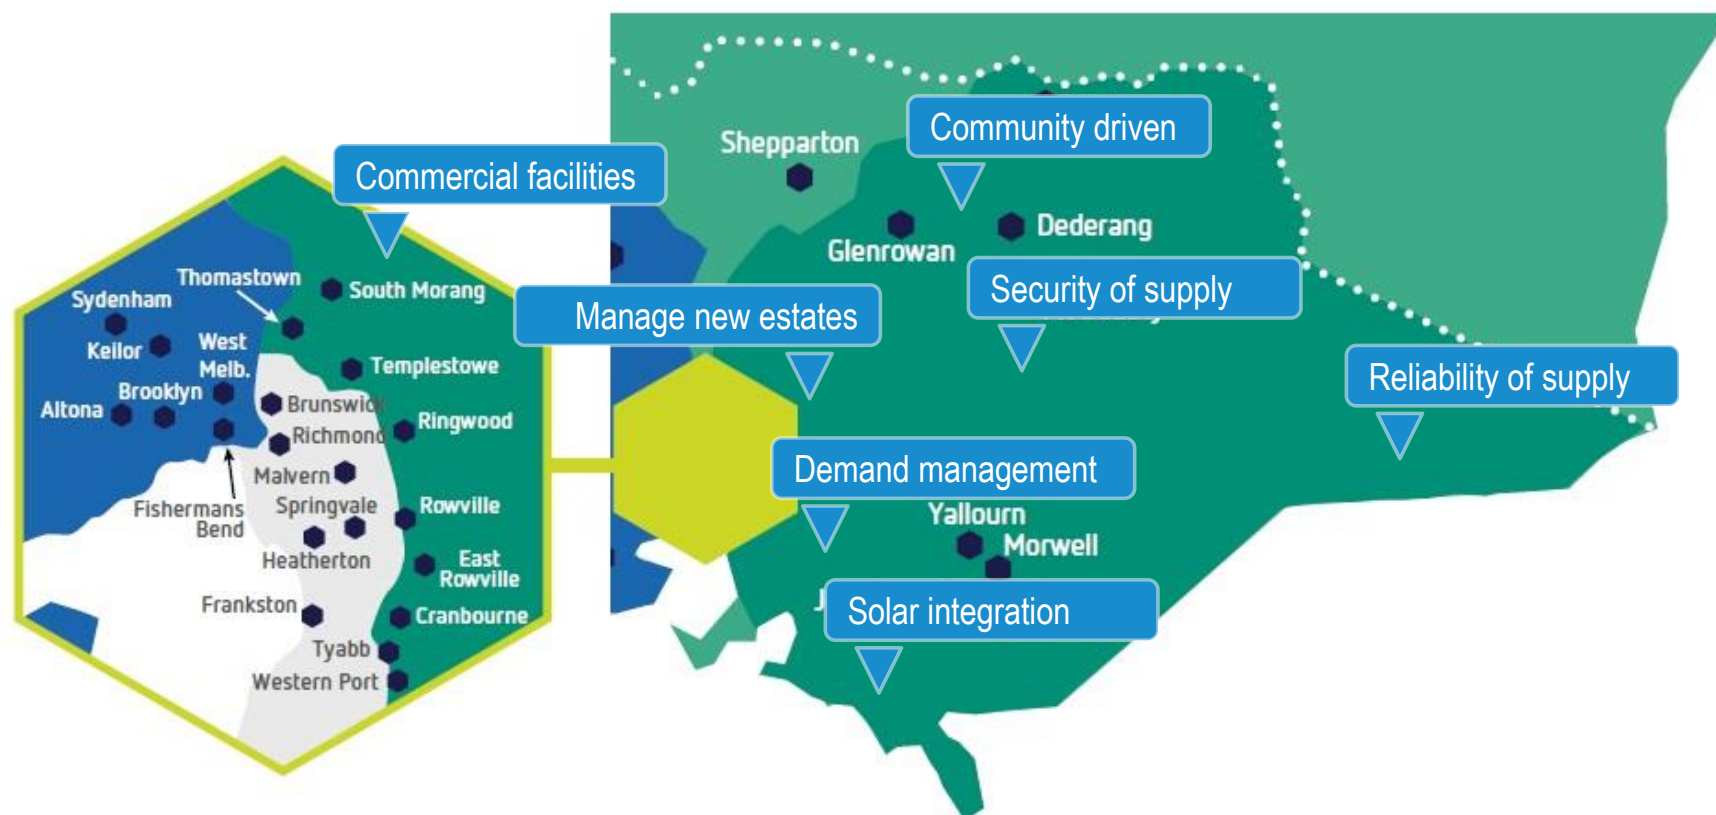 Community driven
Shepparton
Commercial facilities
Glenrowan
Dederang
Thomastown
South Morang
Sydenham
Security of supply
Manage new estates
Keilor
West
Melb.
Templestowe
Reliability of supply
Brooklyn
Altona
Brunswick
Ringwood
Richmond
Malvern
Demand management
Fishermans
Bend
Springvale
Rowville
Yallourn
Morwell
Heatherton
East
Rowville
Frankston
Cranbourne
Solar integration
Tyabb
Western Port